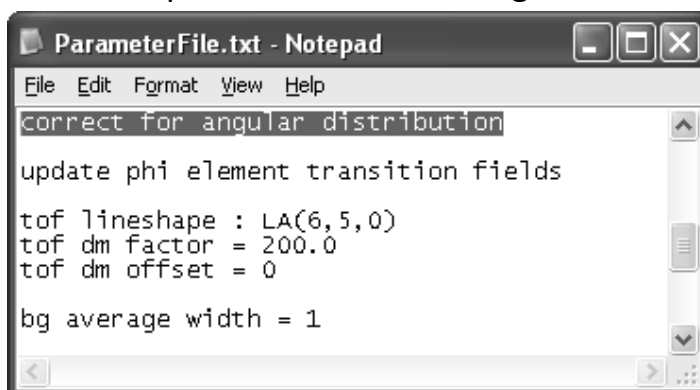 ParameterFile.txt - Notepad
File Edit Format View Help
correct for angular distribution
update phi element transition fields
tof lineshape : LA(6,5,0)
tof dm factor = 200.0
tof dm offset = 0
bg average width = 1